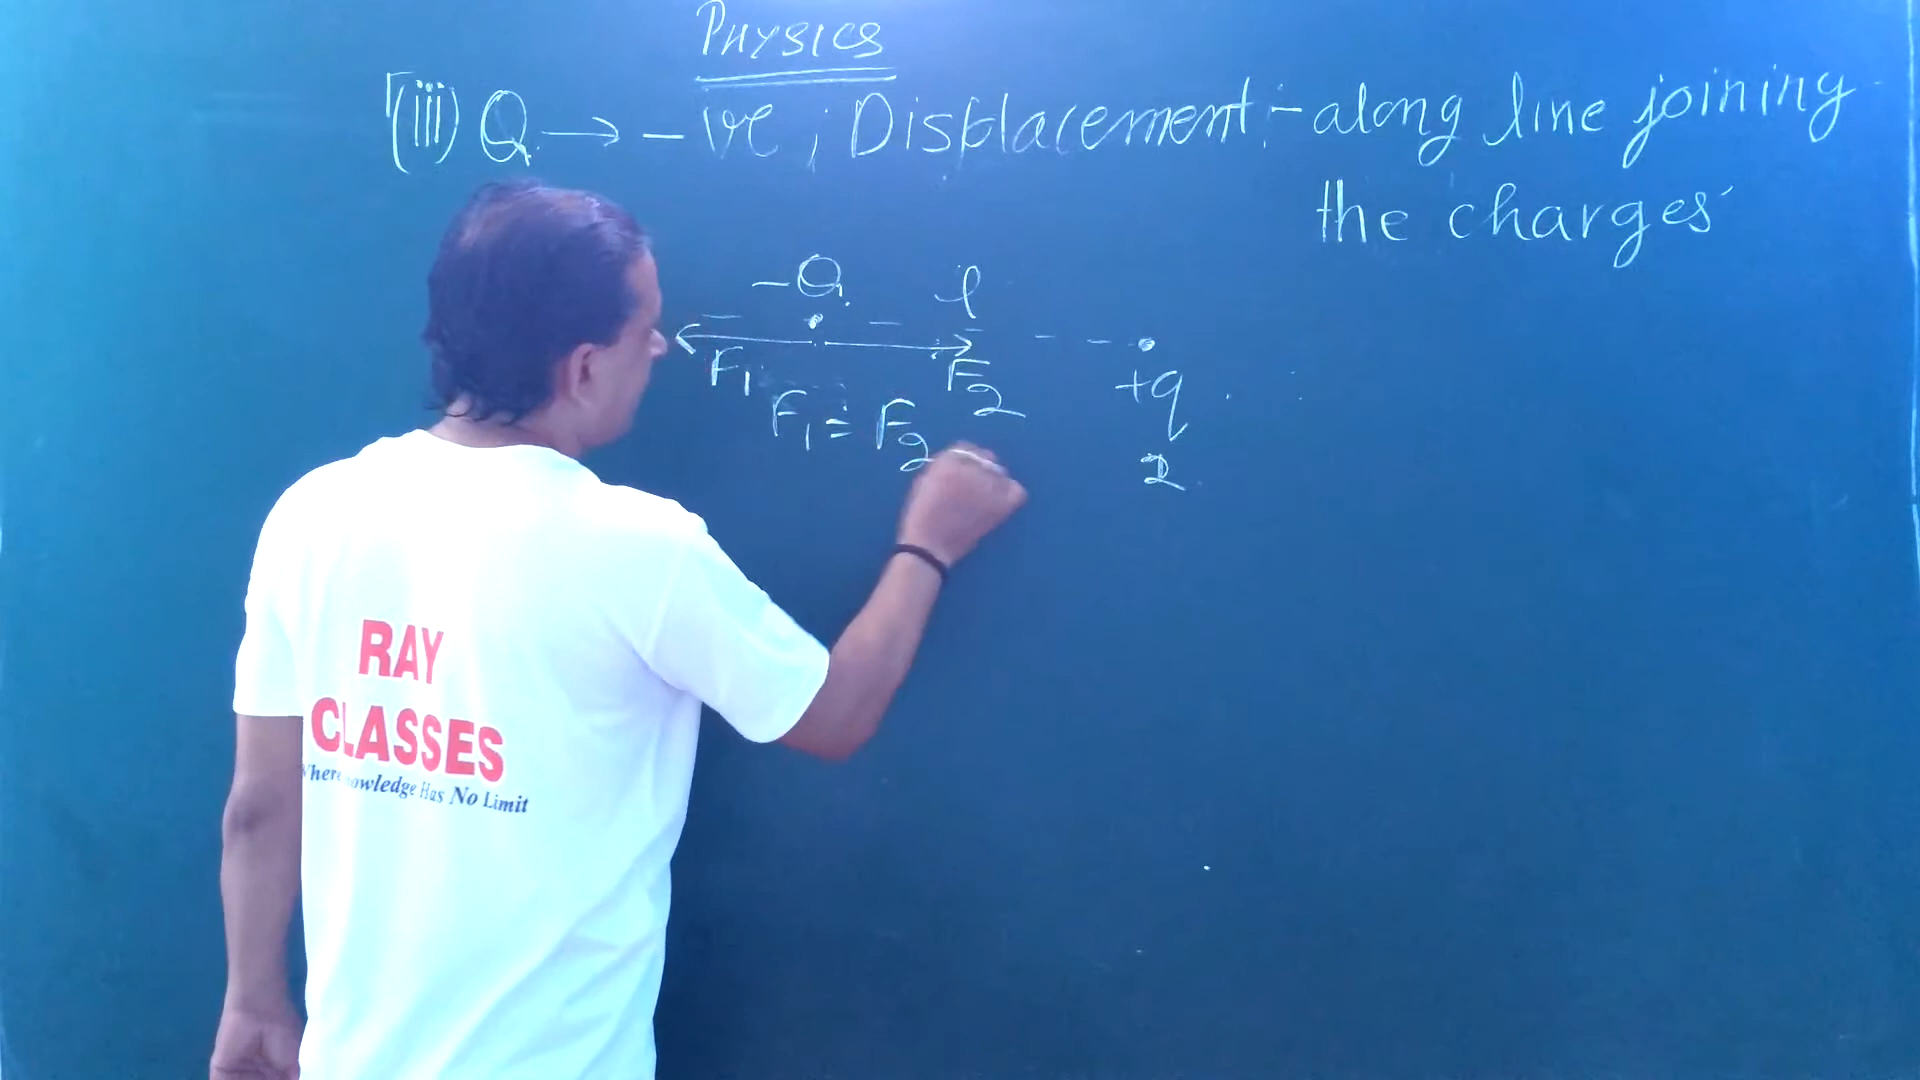 PHYSICS
(iii) Q → -ve ; Displacement :- along line joining
the charges
-Q l
F1 F2 +q
F1 = F2
2
RAY
CLASSES
Where Has No Limit